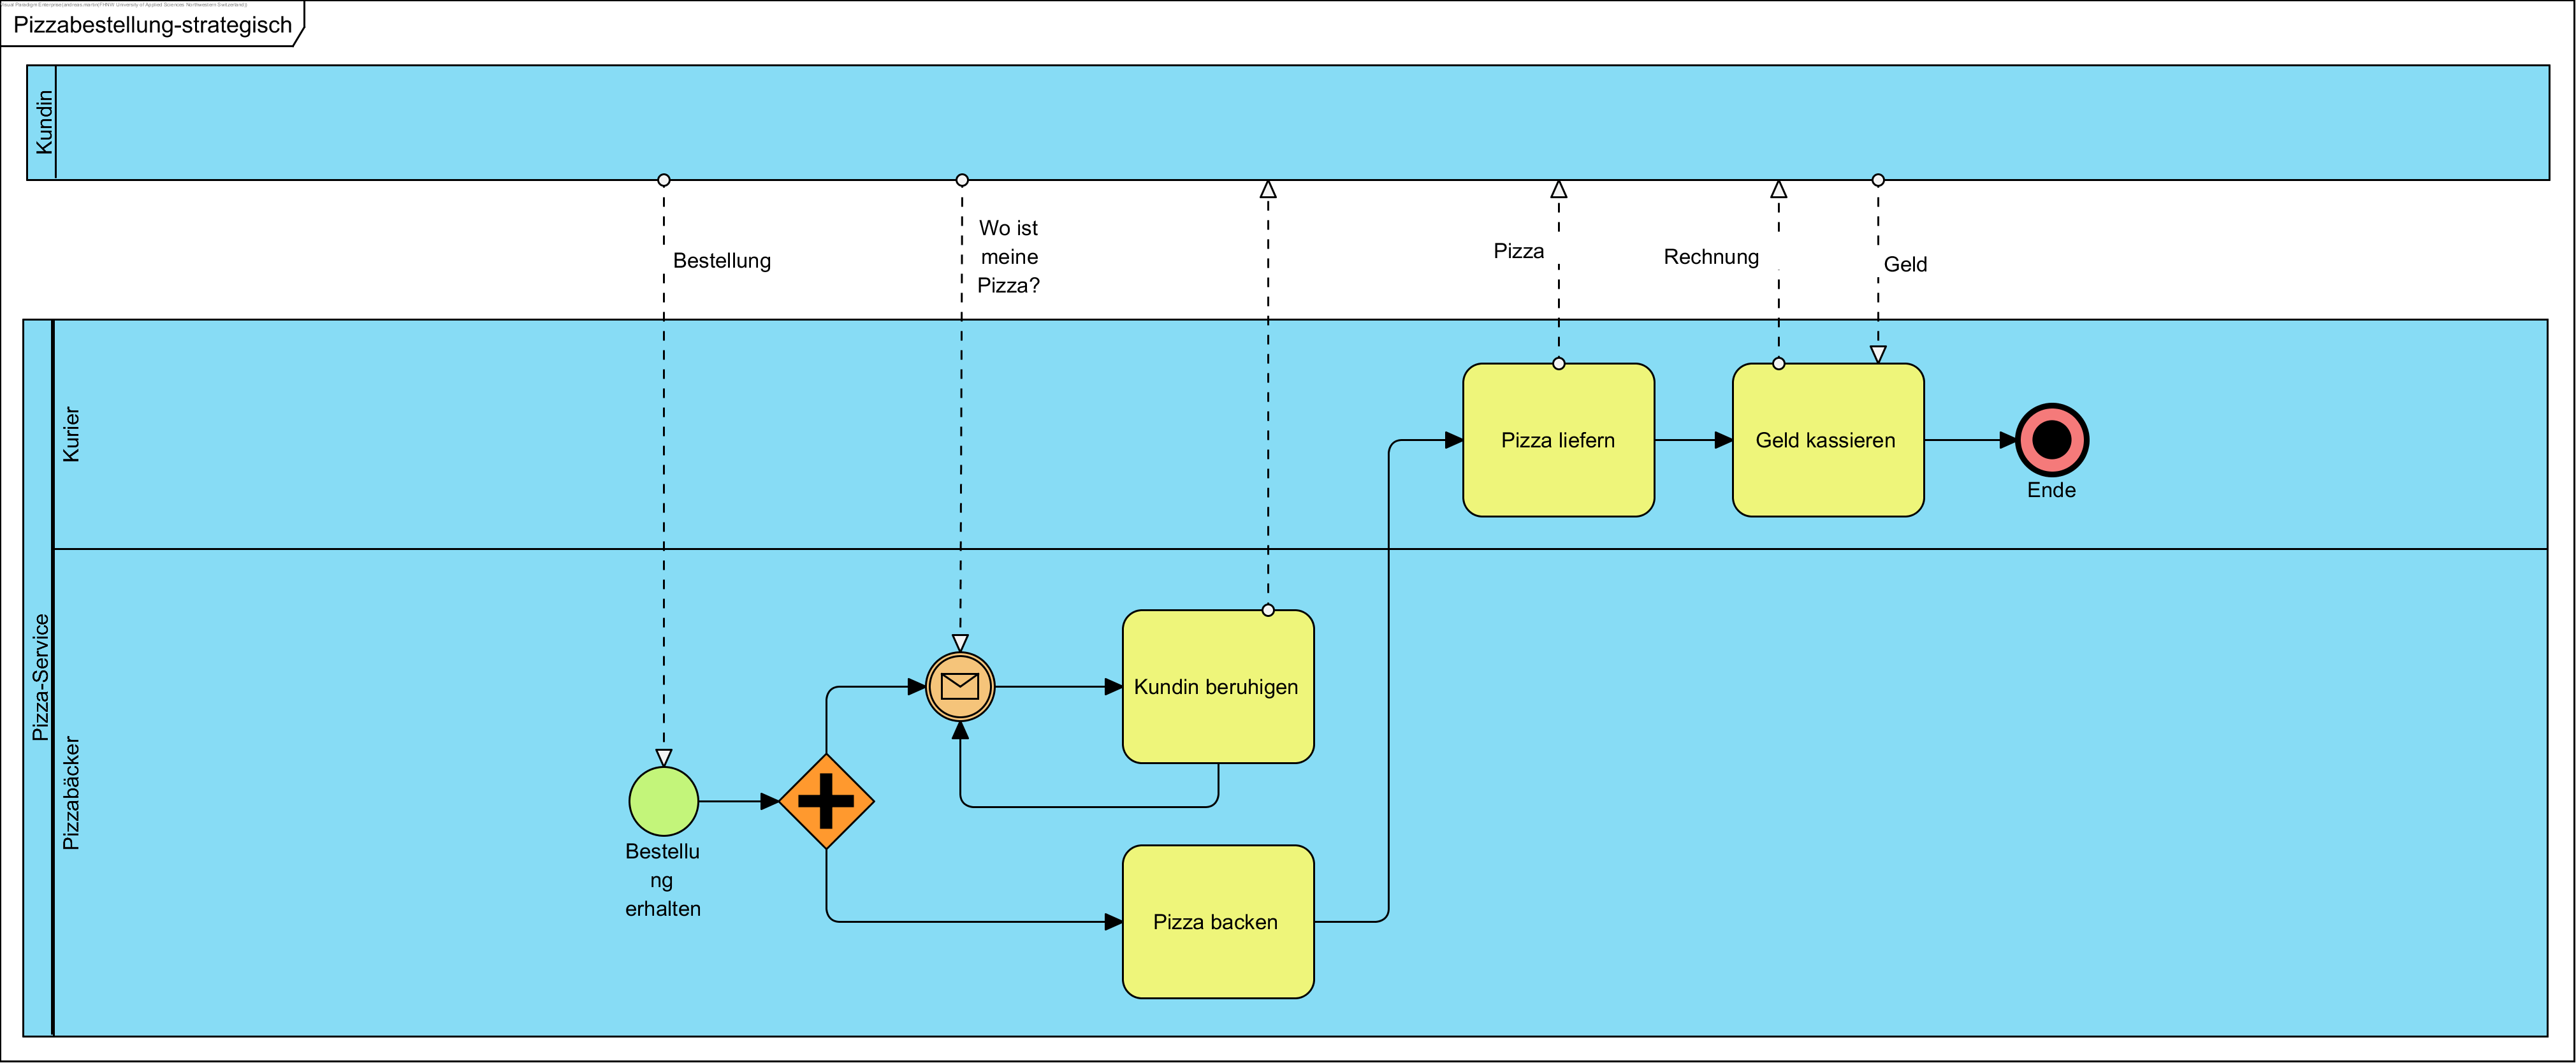 Visual Paradigm Enterprise(andreas.martin(FHNW University of Applied Sciences Northwestern Switzerland))
Pizzabestellung-strategisch
Kundin
Bestellung
Wo ist
meine
Pizza?
Pizza
Rechnung
Geld
Pizza-Service
Kurier
Pizza liefern
Geld kassieren
Ende
Pizzabäcker
Kundin beruhigen
Bestellu
ng
erhalten
Pizza backen